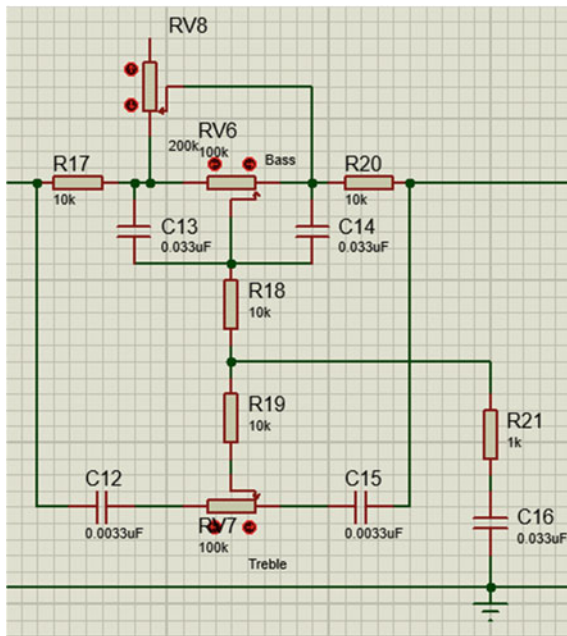 RV8
200k
RV6
100k
Bass
R17
10k
R20
10k
C13
0.033uF
C14
0.033uF
R18
10k
R19
10k
R21
1k
C12
0.0033uF
RV7
100k
C15
0.0033uF
C16
0.033uF
Treble